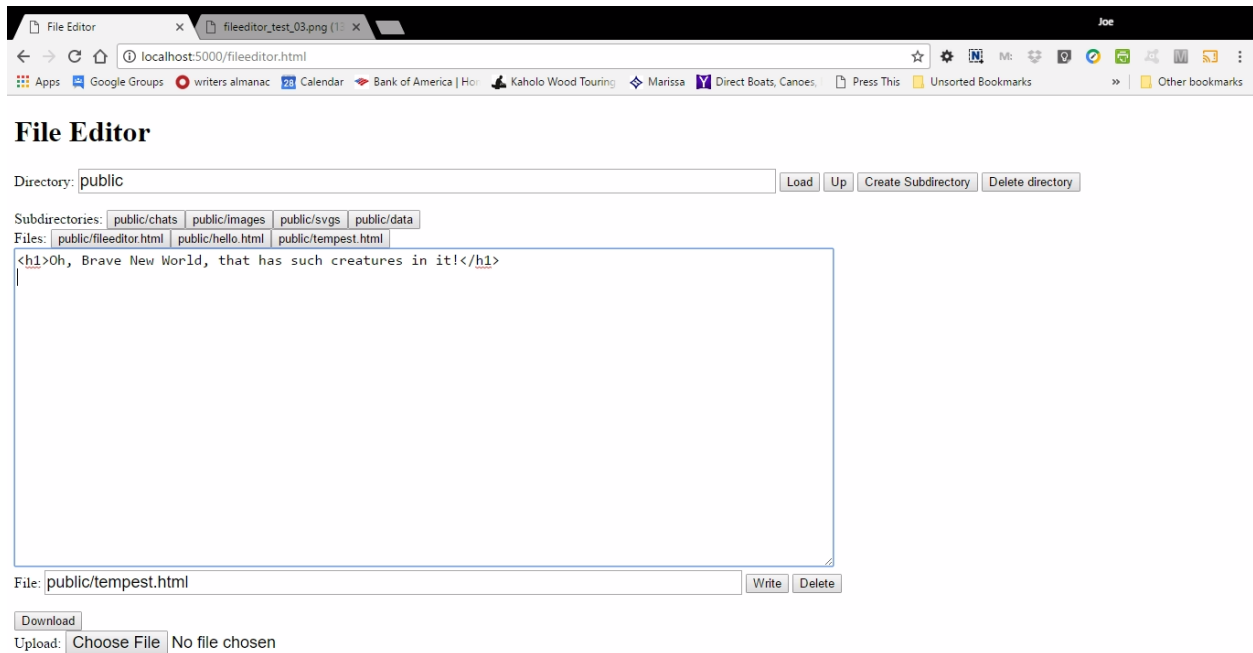 File Editor fileeditor_test_03.png (13 Joe
localhost:5000/fileeditor.html
Apps Google Groups writers almanac 28 Calendar Bank of America | Hor Kaholo Wood Touring Marissa Direct Boats, Canoes, Press This Unsorted Bookmarks » Other bookmarks
File Editor
Directory: public Load Up Create Subdirectory Delete directory
Subdirectories: public/chats public/images public/svgs public/data
Files: public/fileeditor.html public/hello.html public/tempest.html
<h1>Oh, Brave New World, that has such creatures in it!</h1>
File: public/tempest.html Write Delete
Download
Upload: Choose File No file chosen